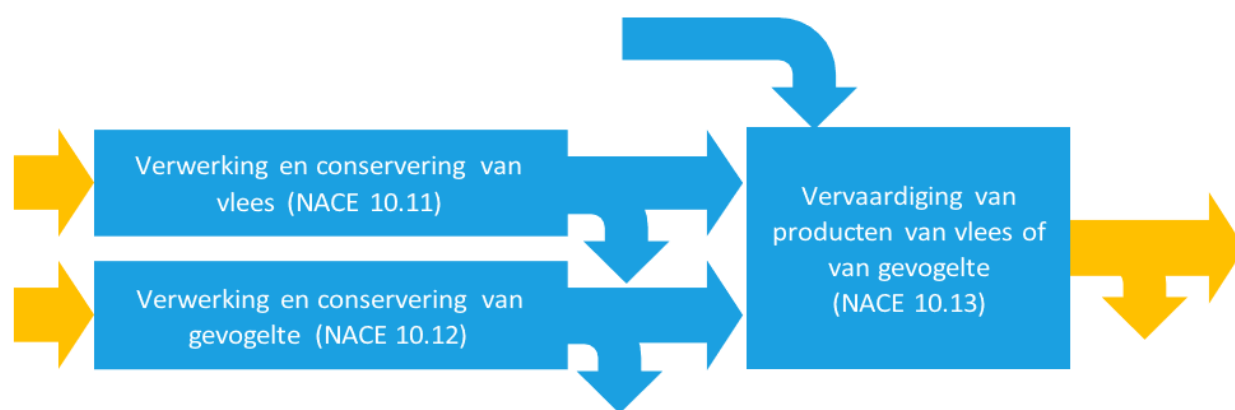 Verwerking en conservering van
vlees (NACE 10.11)
Verwerking en conservering van
gevogelte (NACE 10.12)
Vervaardiging van
producten van vlees of
van gevogelte
(NACE 10.13)